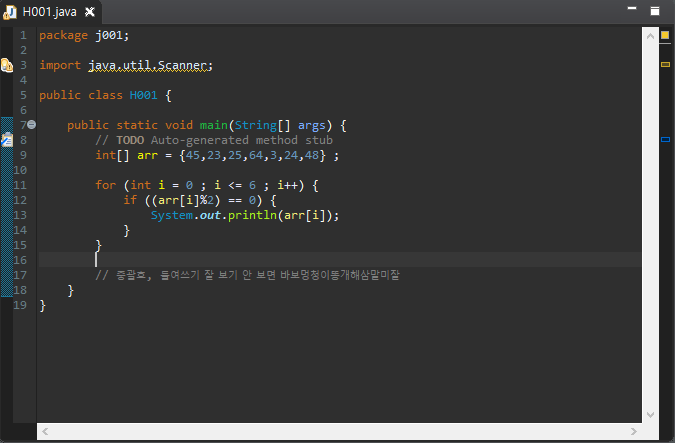 H001.java
1 package j001;
2
3 import java.util.Scanner;
4
5 public class H001 {
6
7 public static void main(String[] args) {
8 // TODO Auto-generated method stub
9 int[] arr = {45,23,25,64,3,24,48} ;
10
11 for (int i = 0 ; i <= 6 ; i++) {
12 if ((arr[i]%2) == 0) {
13 System.out.println(arr[i]);
14 }
15 }
16
17 // 중괄호, 들여쓰기 잘 보기 안 보면 바보멍청이똥개해삼말미잘
18 }
19 }